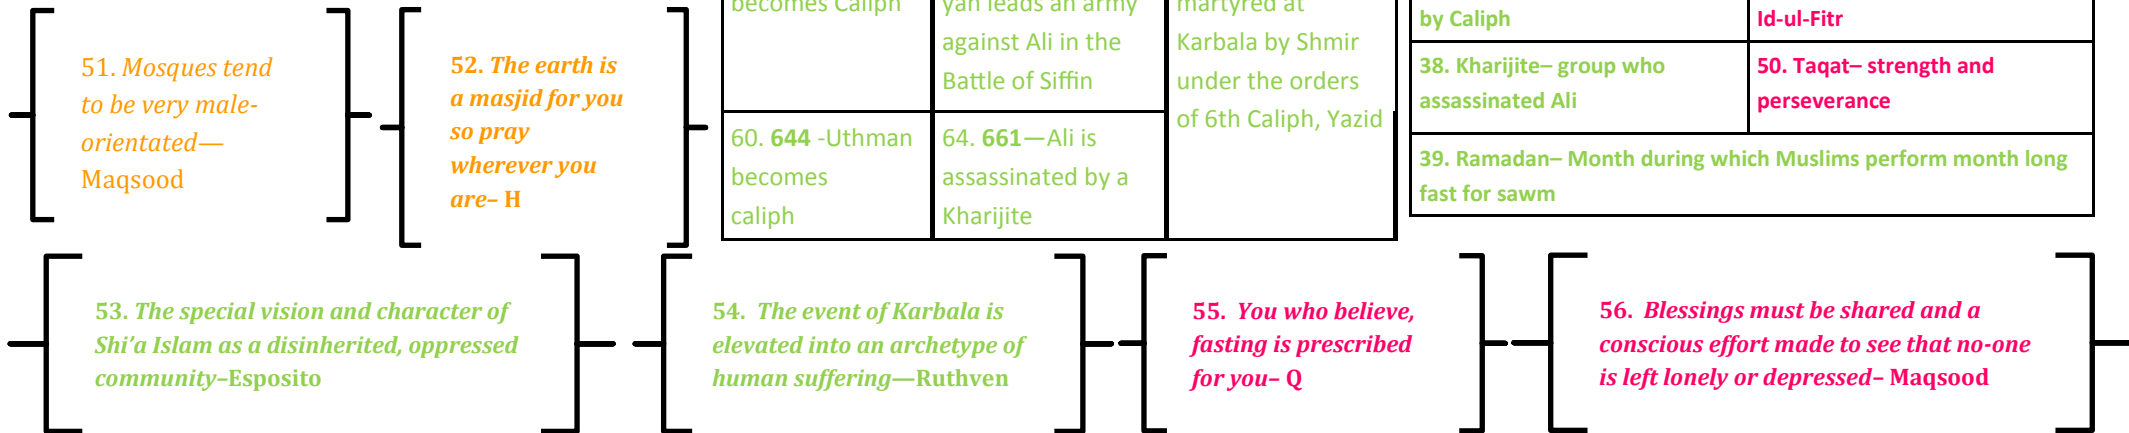 51. Mosques tend
to be very male-
orientated—
Maqsood
52. The earth is
a masjid for you
so pray
wherever you
are– H
becomes Caliph
yah leads an army
against Ali in the
Battle of Siffin
martyred at
Karbala by Shmir
under the orders
of 6th Caliph, Yazid
60. 644 -Uthman
becomes
caliph
64. 661—Ali is
assassinated by a
Kharijite
by Caliph
Id-ul-Fitr
38. Kharijite– group who
assassinated Ali
50. Taqat– strength and
perseverance
39. Ramadan– Month during which Muslims perform month long
fast for sawm
53. The special vision and character of
Shi’a Islam as a disinherited, oppressed
community–Esposito
54. The event of Karbala is
elevated into an archetype of
human suffering—Ruthven
55. You who believe,
fasting is prescribed
for you– Q
56. Blessings must be shared and a
conscious effort made to see that no-one
is left lonely or depressed– Maqsood